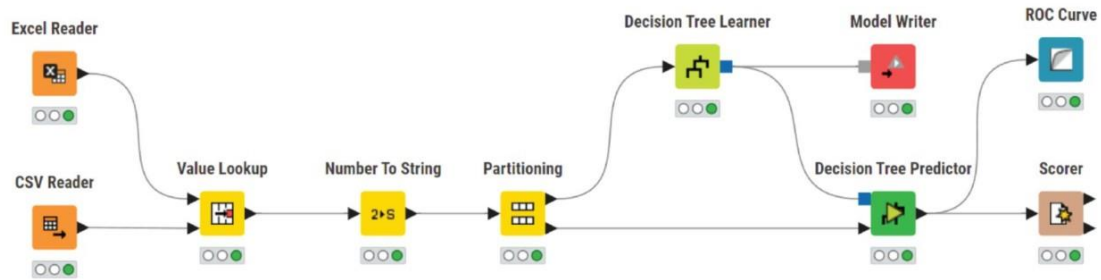 Excel Reader
Decision Tree Learner
Model Writer
ROC Curve
CSV Reader
Value Lookup
Number To String
2 S
Partitioning
Decision Tree Predictor
Scorer
X